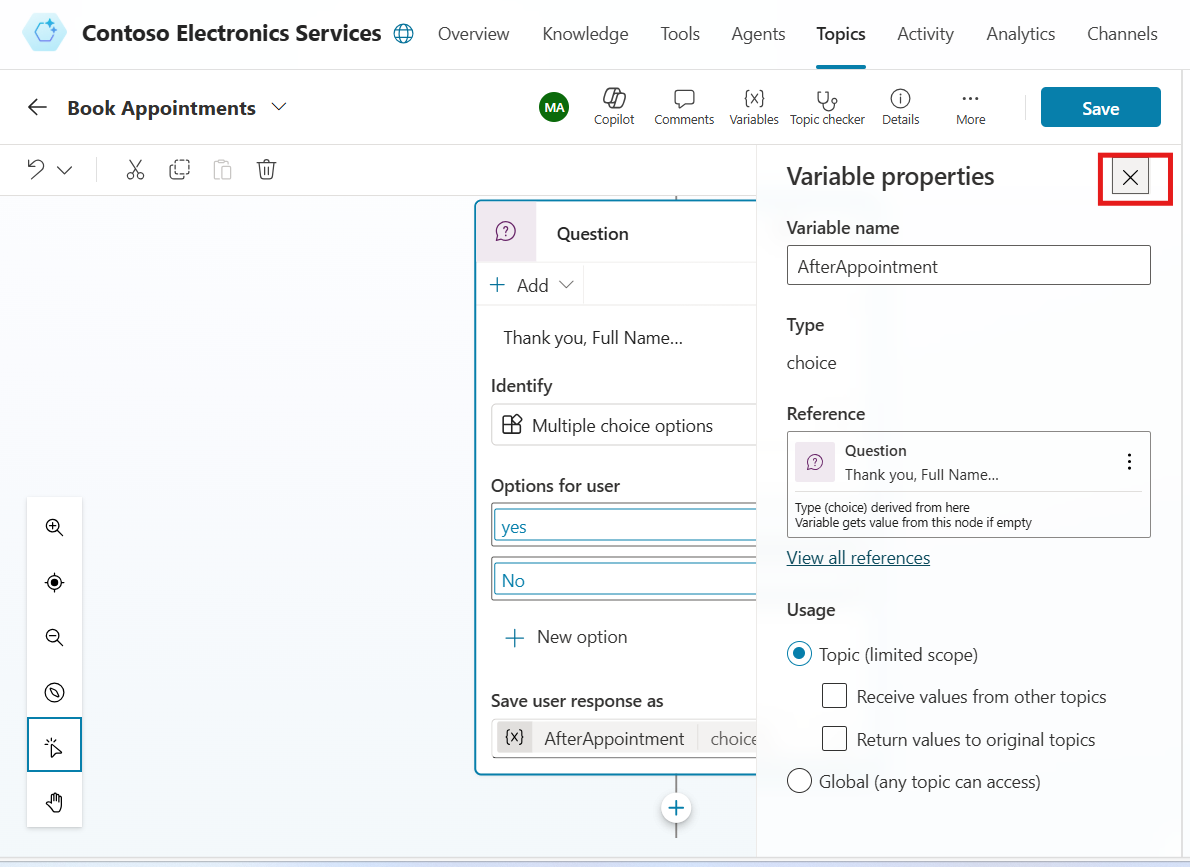 Contoso Electronics Services Overview Knowledge Tools Agents Topics Activity Analytics Channels
Book Appointments MA Copilot Comments {x} Variables Topic checker Details More Save
Variable properties
Variable name
AfterAppointment
Type
choice
Reference
Question
Thank you, Full Name...
Type (choice) derived from here
Variable gets value from this node if empty
View all references
Usage
Topic (limited scope)
Receive values from other topics
Return values to original topics
Global (any topic can access)
Question
Add
Thank you, Full Name...
Identify
Multiple choice options
Options for user
yes
No
New option
Save user response as
{x} AfterAppointment choice